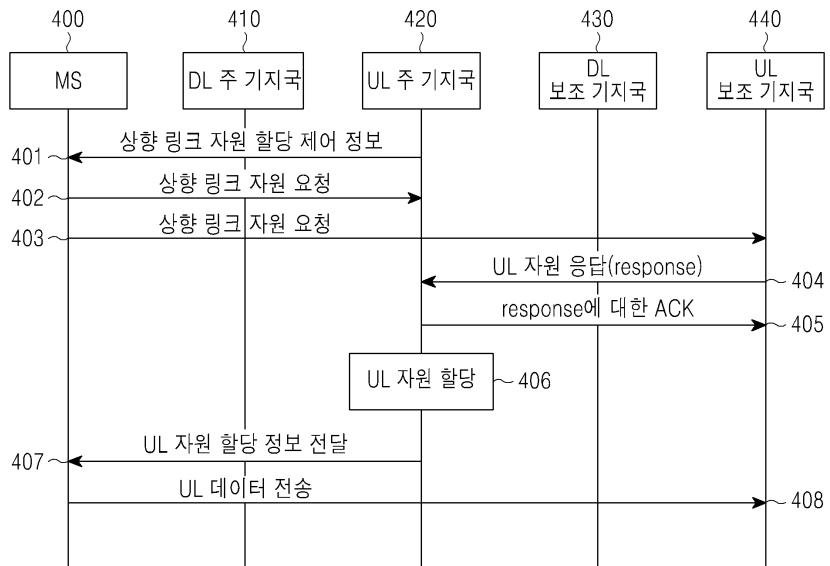 400
410
420
430
440
MS
DL 주 기지국
UL 주 기지국
DL
보조 기지국
UL
보조 기지국
상향 링크 자원 할당 제어 정보
401
상향 링크 자원 요청
402
상향 링크 자원 요청
403
UL 자원 응답(response)
404
response에 대한 ACK
405
UL 자원 할당
406
UL 자원 할당 정보 전달
407
UL 데이터 전송
408